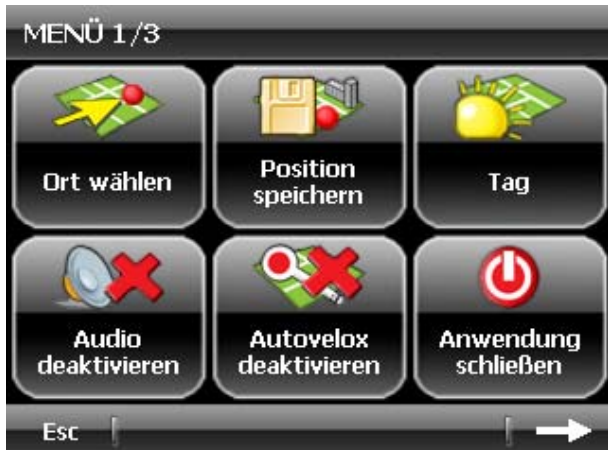 MENÜ 1/3
Ort wählen
Position
speichern
Tag
Audio
deaktivieren
Autovelox
deaktivieren
Anwendung
schließen
Esc